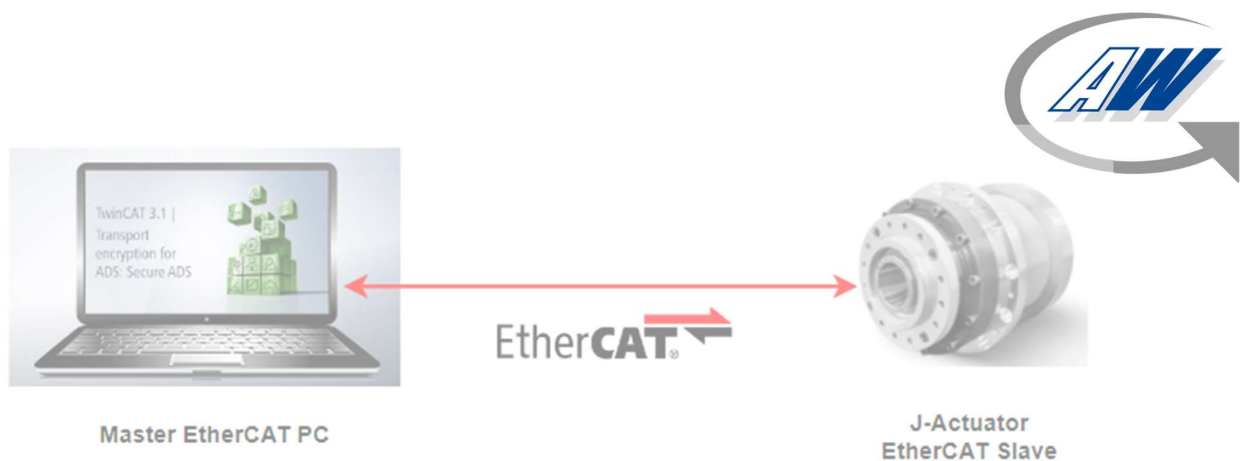 AW
TwinCAT 3.1 |
Transport
encryption for
ADS: Secure ADS
EtherCAT®
Master EtherCAT PC
J-Actuator
EtherCAT Slave